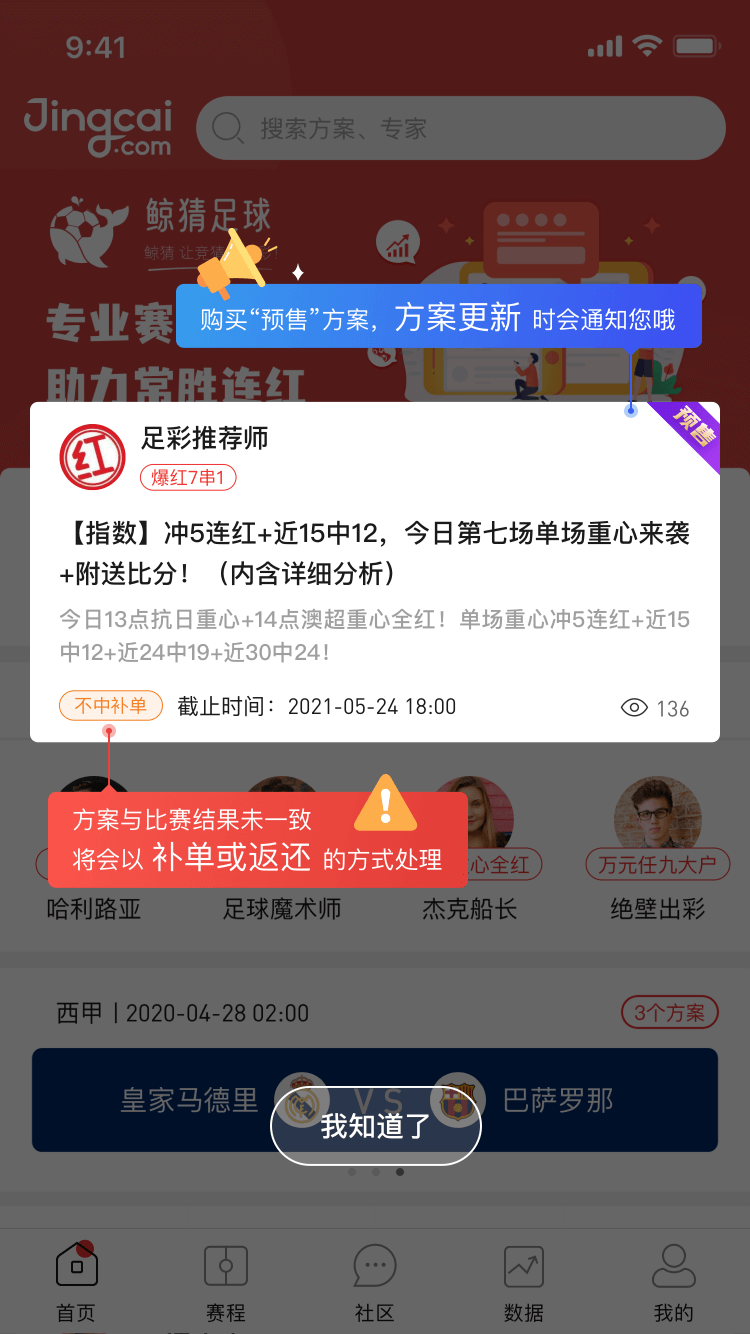 9:41
Jingcai
.com
搜索方案、专家
鲸猜足球
鲸猜 让竞猜
专业赛
助力常胜连红
购买“预售”方案，方案更新 时会通知您哦
预售
红
足彩推荐师
爆红7串1
【指数】冲5连红+近15中12，今日第七场单场重心来袭
+附送比分！（内含详细分析）
今日13点抗日重心+14点澳超重心全红！单场重心冲5连红+近15
中12+近24中19+近30中24！
不中补单 截止时间：2021-05-24 18:00 136
方案与比赛结果未一致
将会以 补单或返还 的方式处理
心全红
万元任九大户
哈利路亚 足球魔术师 杰克船长 绝壁出彩
西甲 | 2020-04-28 02:00
3个方案
皇家马德里 VS 巴萨罗那
我知道了
首页 赛程 社区 数据 我的